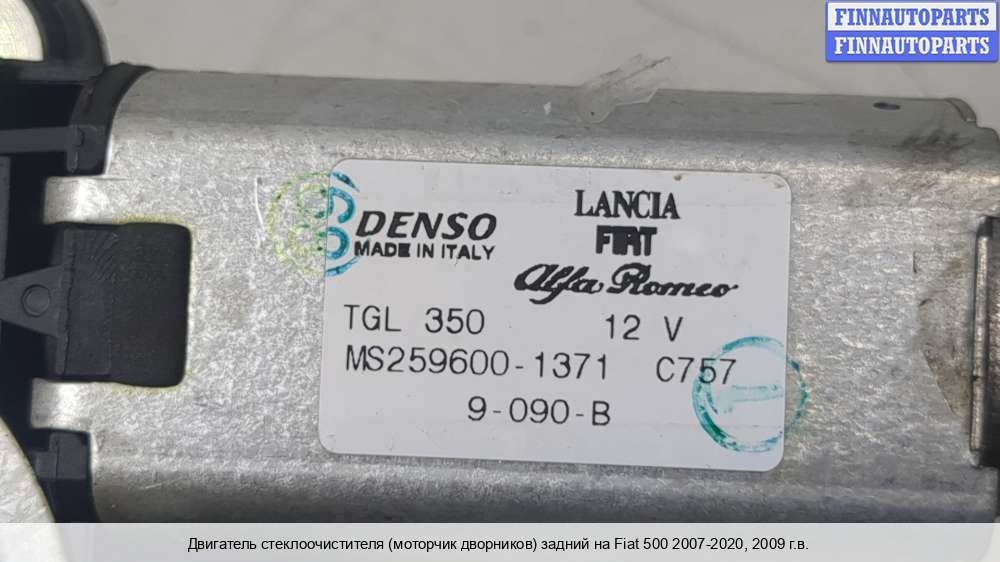 FINNAUTOPARTS
FINNAUTOPARTS
DENSO
MADE IN ITALY
LANCIA
FIAT
Alfa Romeo
TGL 350 12 V
MS259600-1371 C757
9-090-B
Двигатель стеклоочистителя (моторчик дворников) задний на Fiat 500 2007-2020, 2009 г.в.